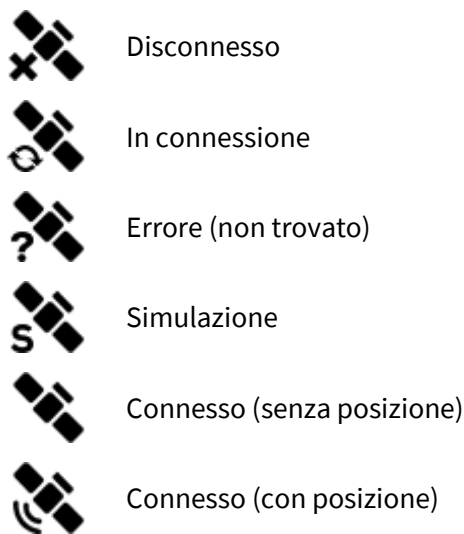 Disconnesso
In connessione
? Errore (non trovato)
S Simulazione
Connesso (senza posizione)
Connesso (con posizione)